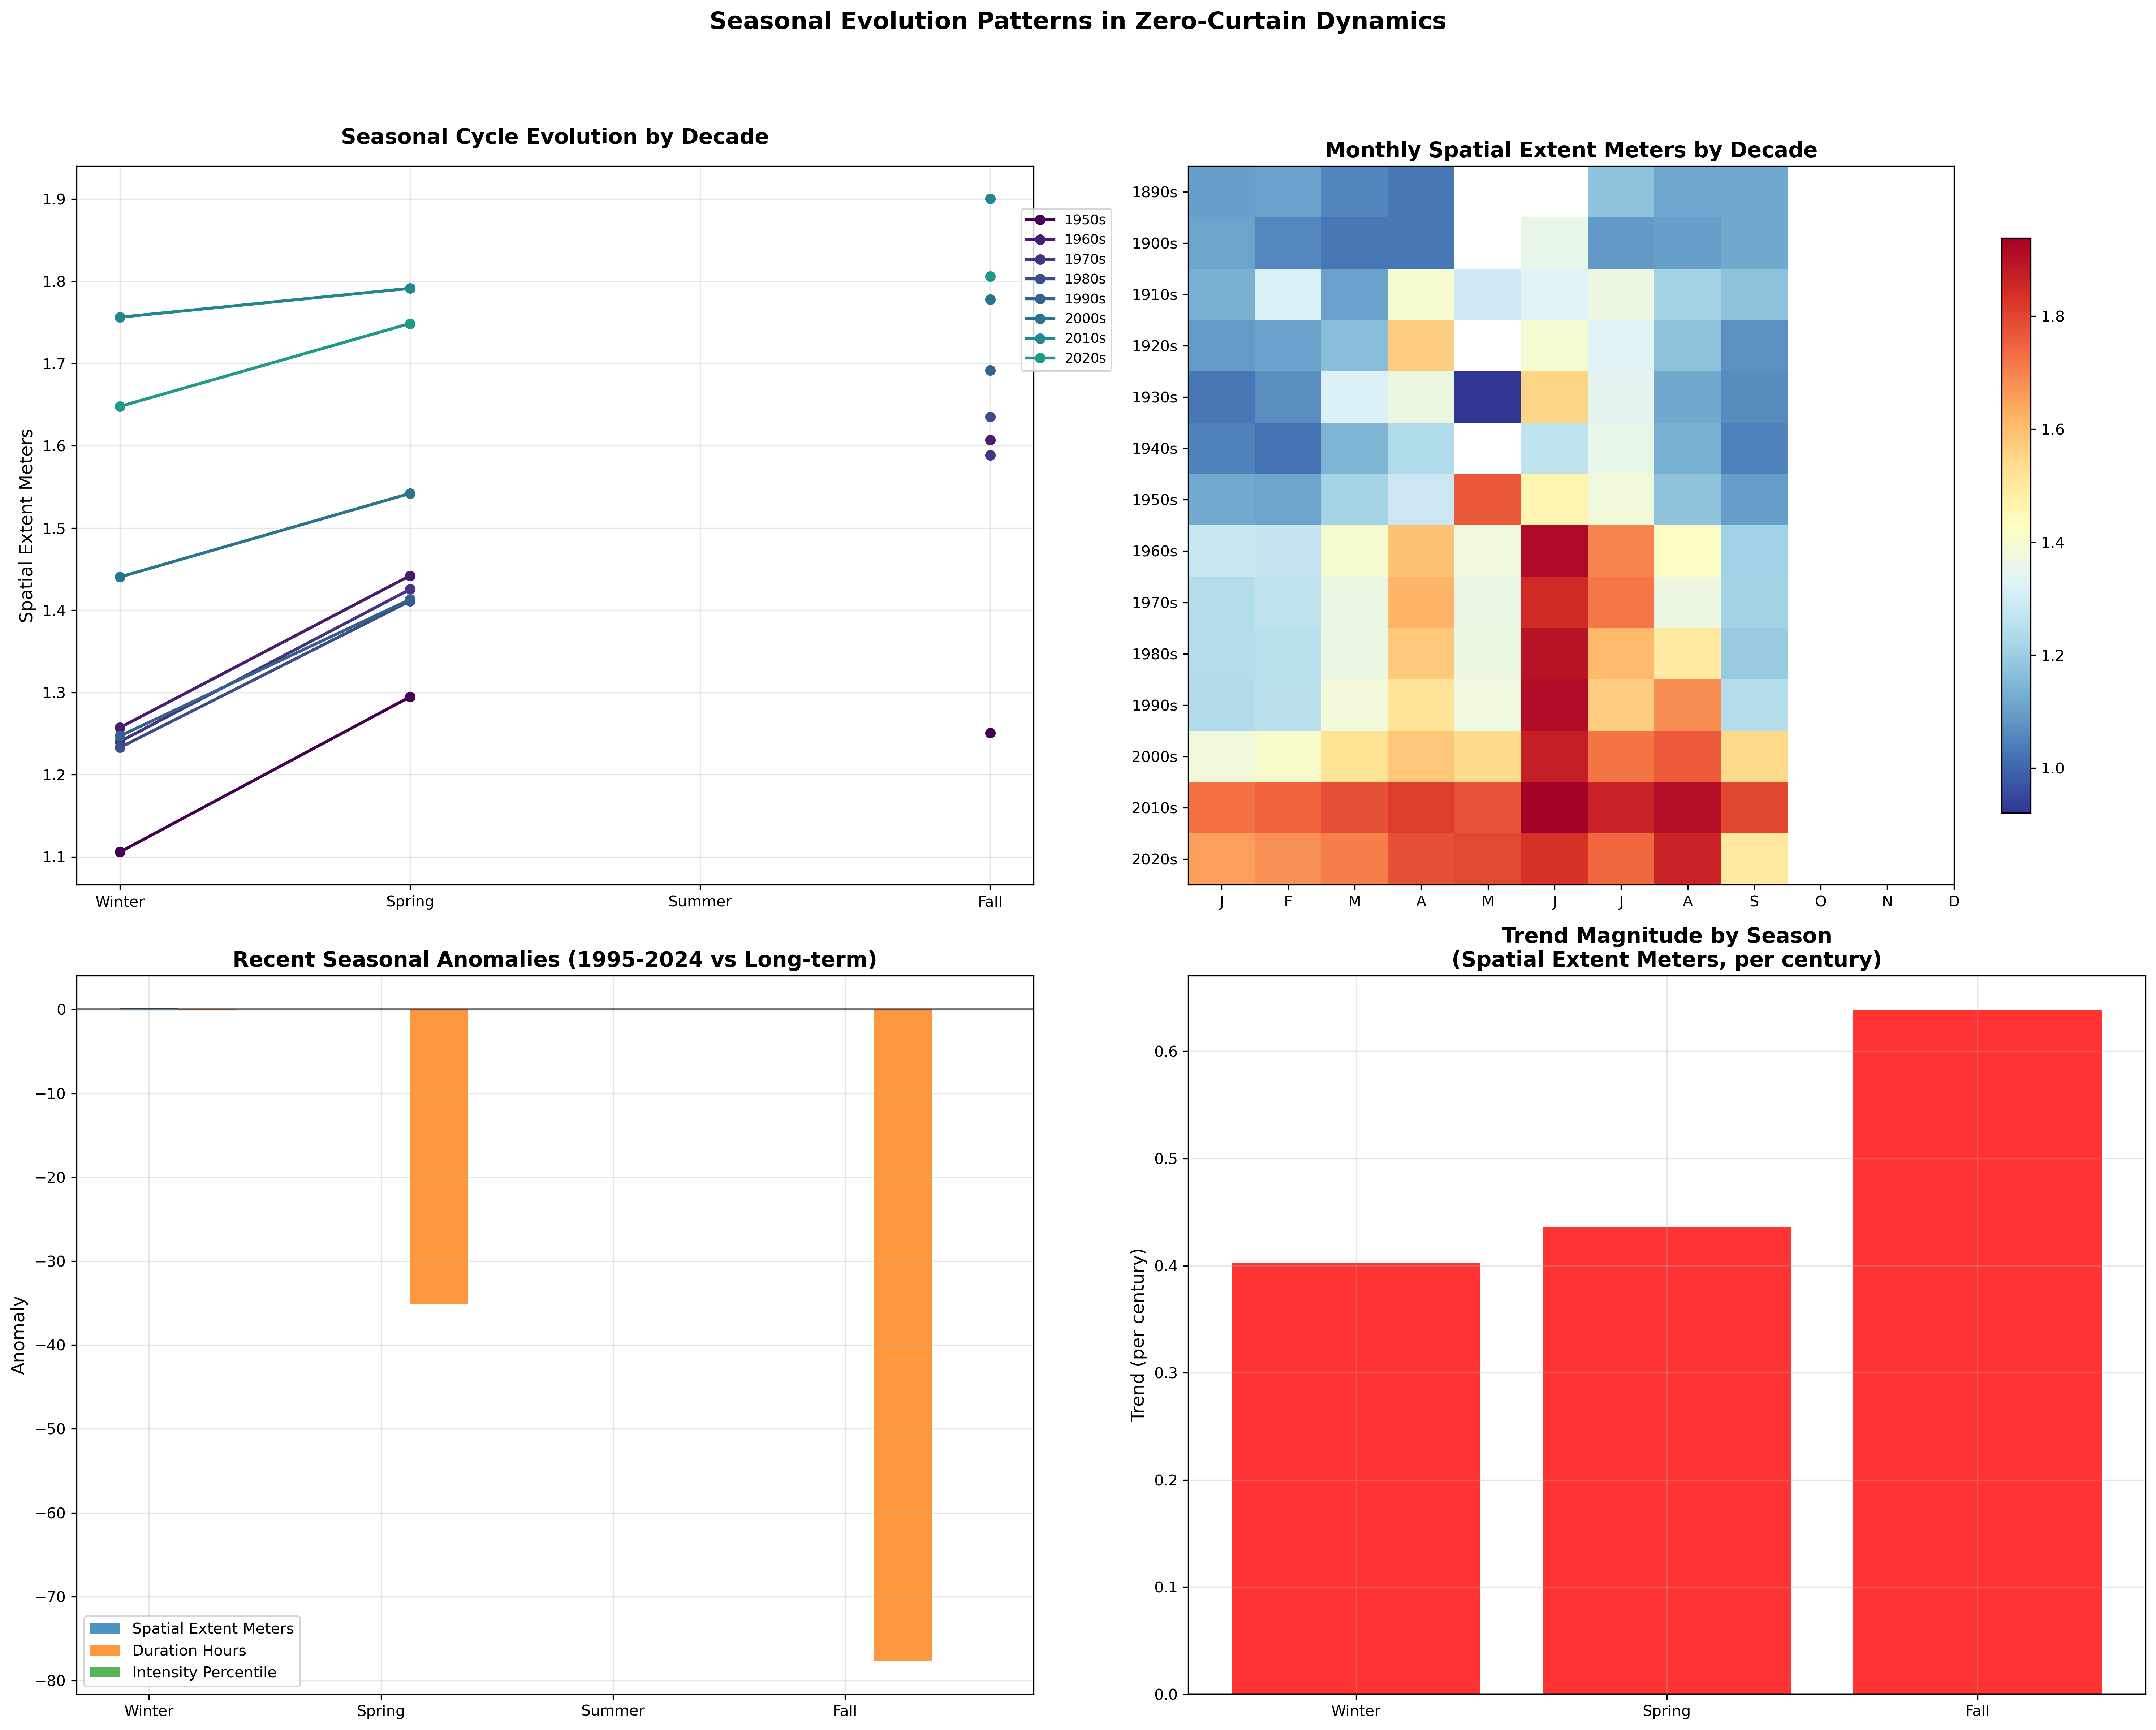 Seasonal Evolution Patterns in Zero-Curtain Dynamics
Seasonal Cycle Evolution by Decade
Spatial Extent Meters
1.9
1.8
1.7
1.6
1.5
1.4
1.3
1.2
1.1
Winter
Spring
Summer
Fall
1950s
1960s
1970s
1980s
1990s
2000s
2010s
2020s
Monthly Spatial Extent Meters by Decade
1890s
1900s
1910s
1920s
1930s
1940s
1950s
1960s
1970s
1980s
1990s
2000s
2010s
2020s
J
F
M
A
M
J
J
A
S
O
N
D
1.8
1.6
1.4
1.2
1.0
Recent Seasonal Anomalies (1995-2024 vs Long-term)
Anomaly
0
−10
−20
−30
−40
−50
−60
−70
−80
Spatial Extent Meters
Duration Hours
Intensity Percentile
Winter
Spring
Summer
Fall
Trend Magnitude by Season
(Spatial Extent Meters, per century)
Trend (per century)
0.6
0.5
0.4
0.3
0.2
0.1
0.0
Winter
Spring
Fall